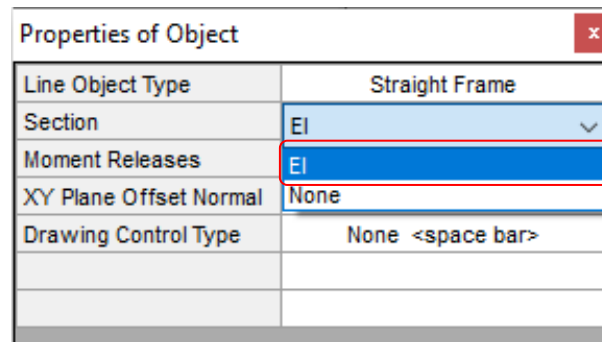 Properties of Object x
Line Object Type Straight Frame
Section EI
Moment Releases EI
XY Plane Offset Normal None
Drawing Control Type None <space bar>